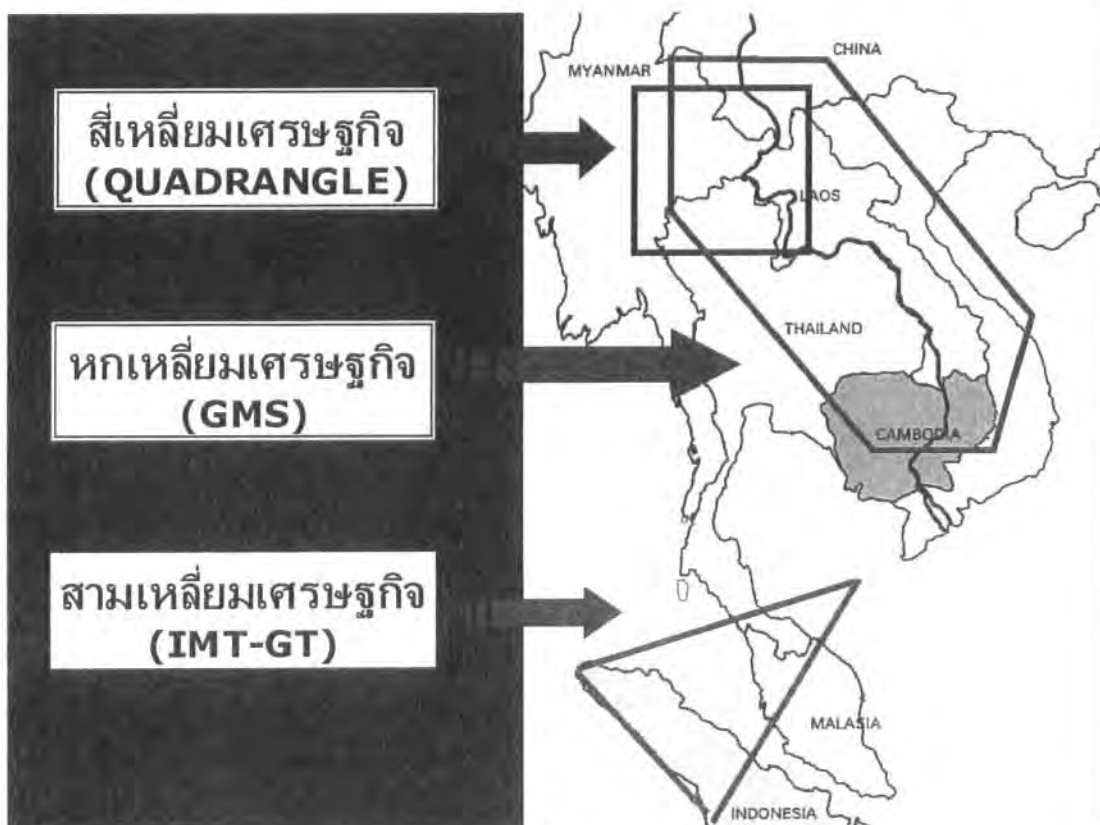 สี่เหลี่ยมเศรษฐกิจ
(QUADRANGLE)
หกเหลี่ยมเศรษฐกิจ
(GMS)
สามเหลี่ยมเศรษฐกิจ
(IMT-GT)
CHINA
MYANMAR
LAOS
THAILAND
CAMBODIA
MALASIA
INDONESIA